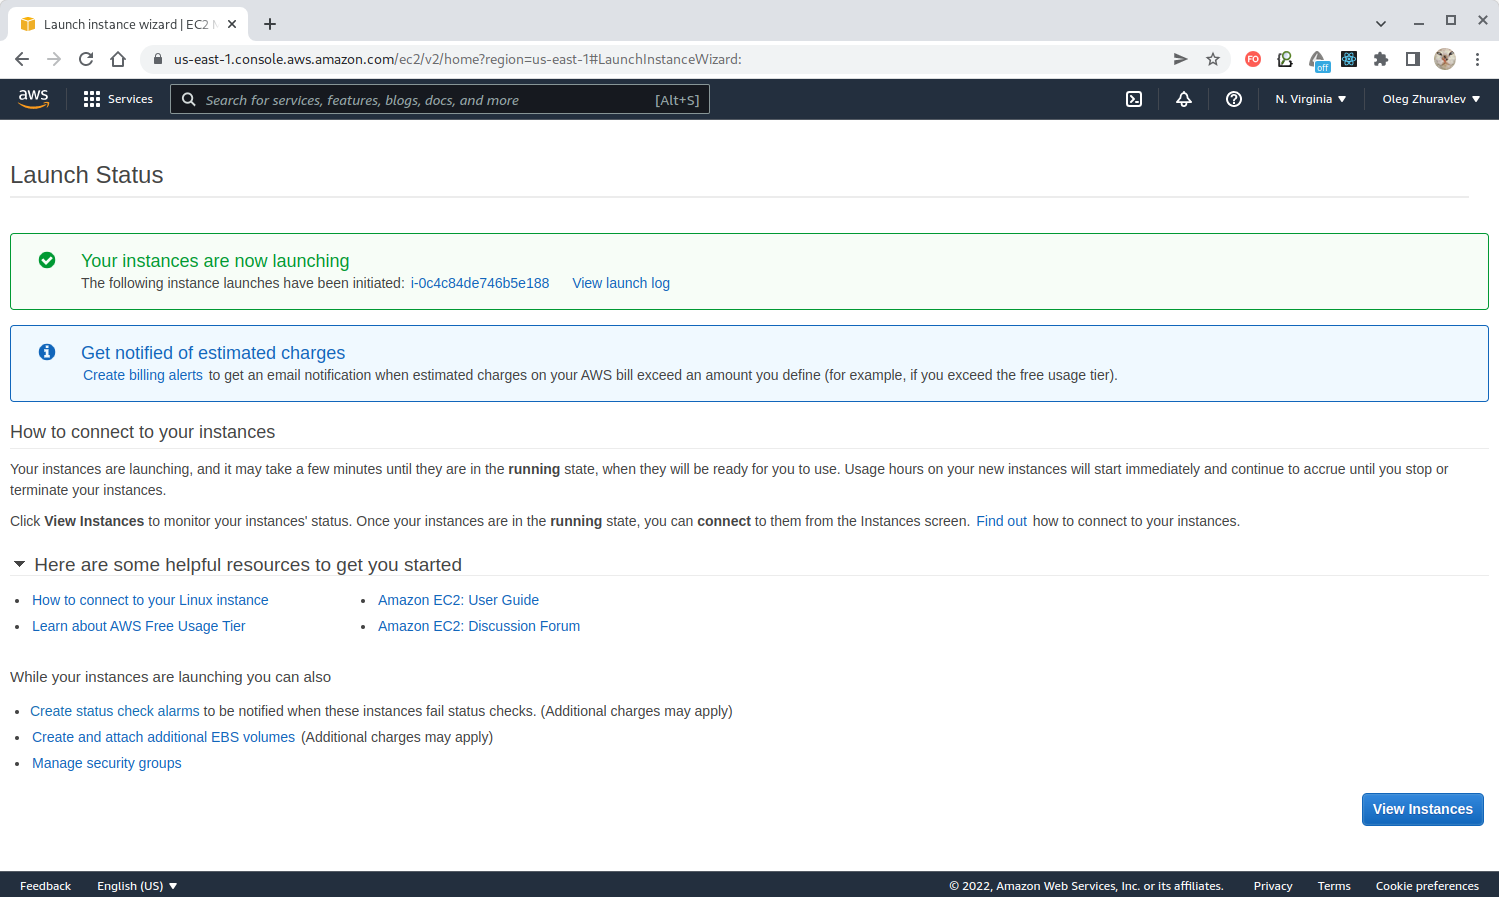 Launch instance wizard | EC2
us-east-1.console.aws.amazon.com/ec2/v2/home?region=us-east-1#LaunchInstanceWizard:
FO
off
aws
Services
Search for services, features, blogs, docs, and more
[Alt+S]
N. Virginia
Oleg Zhuravlev
Launch Status
Your instances are now launching
The following instance launches have been initiated: i-0c4c84de746b5e188 View launch log
Get notified of estimated charges
Create billing alerts to get an email notification when estimated charges on your AWS bill exceed an amount you define (for example, if you exceed the free usage tier).
How to connect to your instances
Your instances are launching, and it may take a few minutes until they are in the running state, when they will be ready for you to use. Usage hours on your new instances will start immediately and continue to accrue until you stop or
terminate your instances.
Click View Instances to monitor your instances' status. Once your instances are in the running state, you can connect to them from the Instances screen. Find out how to connect to your instances.
Here are some helpful resources to get you started
How to connect to your Linux instance
Amazon EC2: User Guide
Learn about AWS Free Usage Tier
Amazon EC2: Discussion Forum
While your instances are launching you can also
Create status check alarms to be notified when these instances fail status checks. (Additional charges may apply)
Create and attach additional EBS volumes (Additional charges may apply)
Manage security groups
View Instances
Feedback
English (US)
© 2022, Amazon Web Services, Inc. or its affiliates.
Privacy
Terms
Cookie preferences